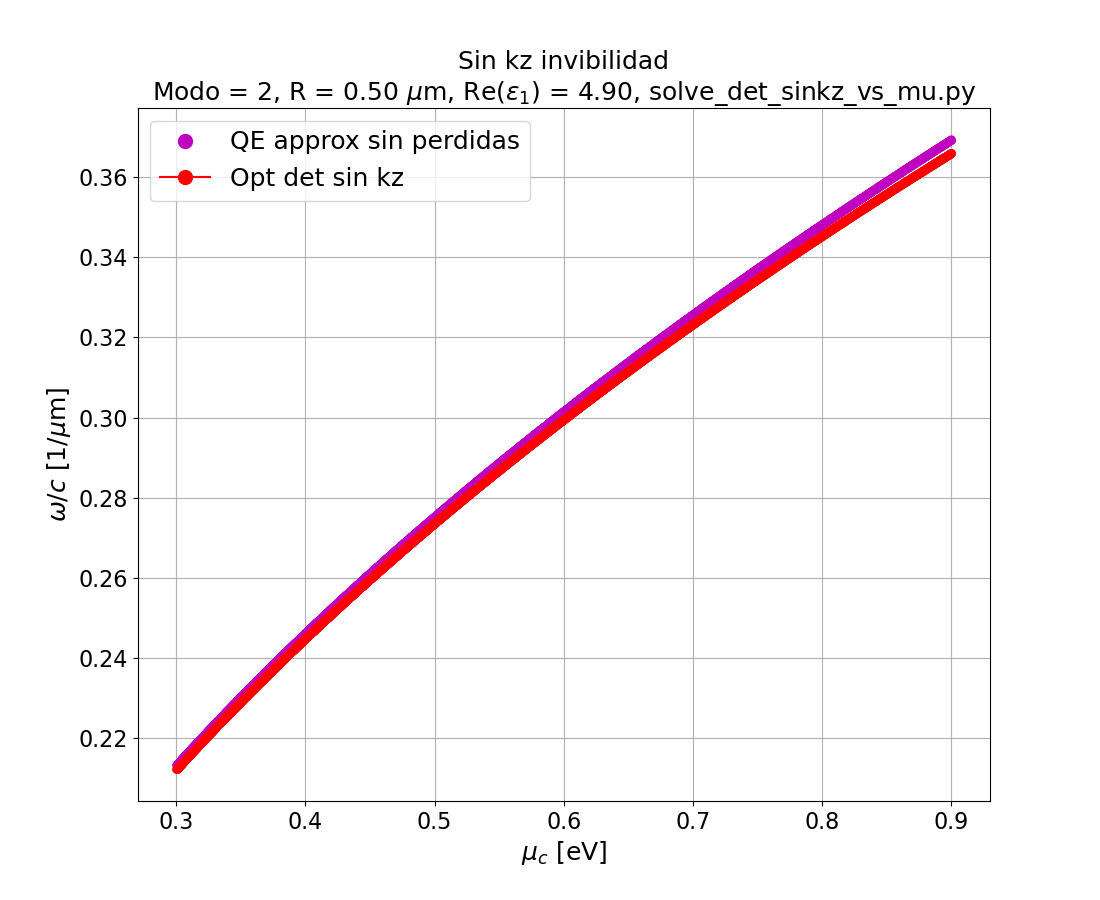 Sin kz invibilidad
Modo = 2, R = 0.50 μm, Re(ε₁) = 4.90, solve_det_sinkz_vs_mu.py
QE approx sin perdidas
Opt det sin kz
ω/c [1/μm]
0.36
0.34
0.32
0.30
0.28
0.26
0.24
0.22
0.3 0.4 0.5 0.6 0.7 0.8 0.9
μ_c [eV]